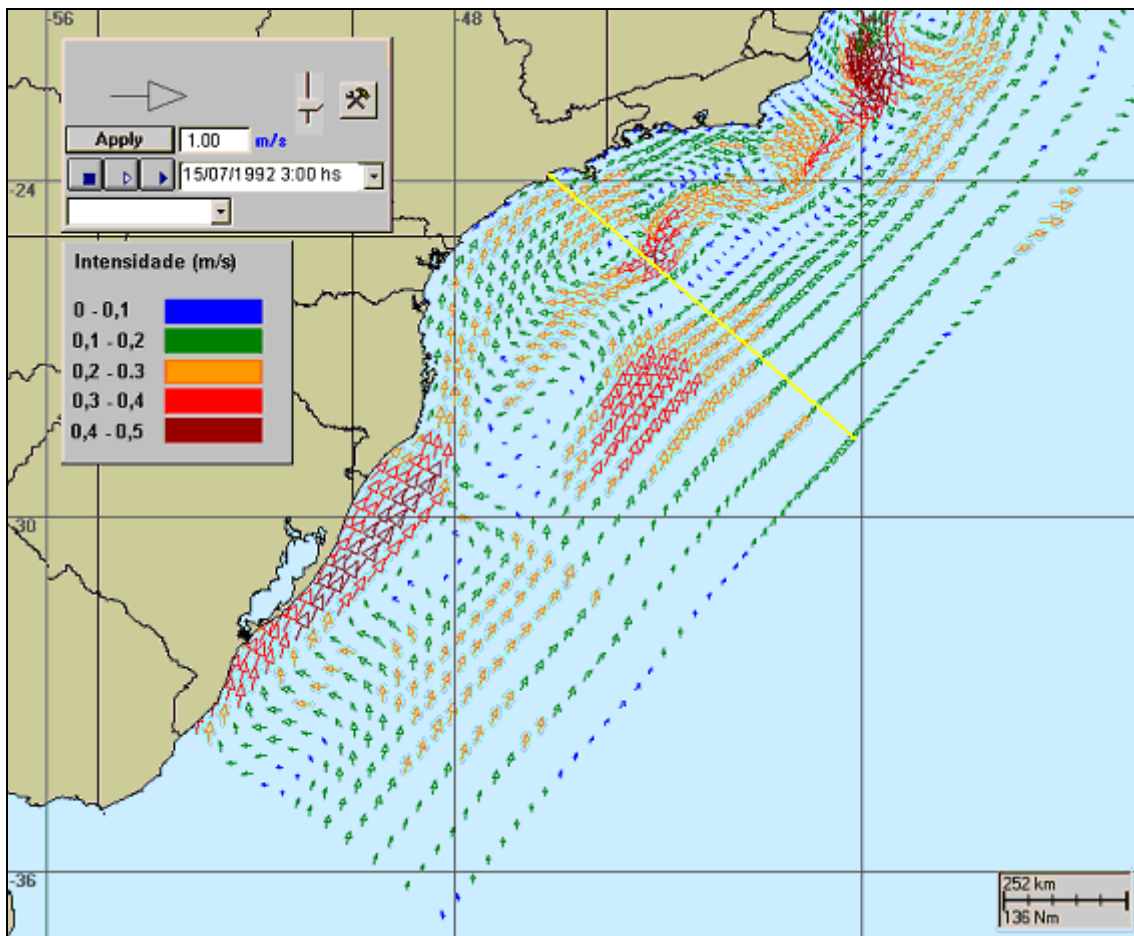 -56
-48
-40
Apply
1.00
m/s
15/07/1992 3:00 hs
-24
Intensidade (m/s)
0 - 0,1
0,1 - 0,2
0,2 - 0.3
0,3 - 0,4
0,4 - 0,5
-30
-36
252 km
136 Nm